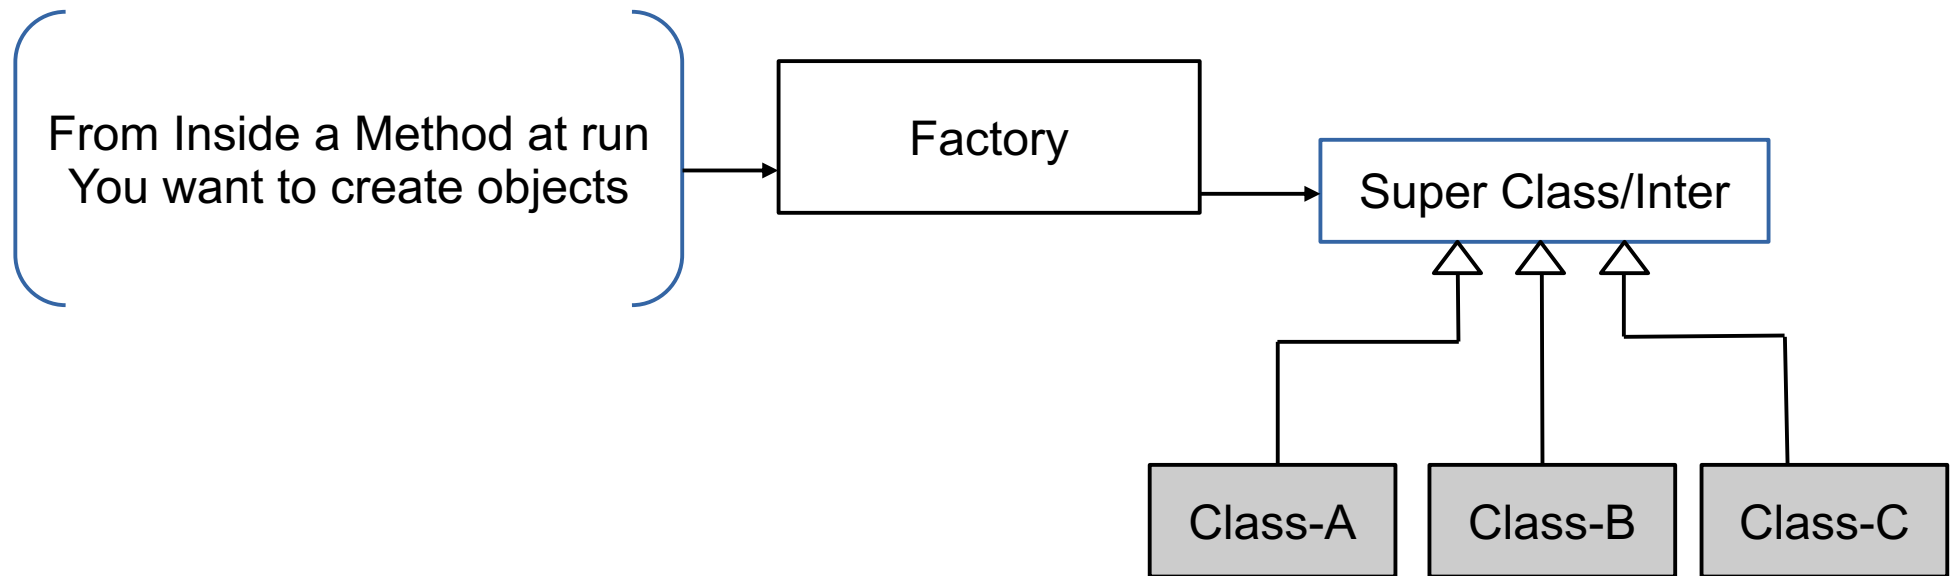 From Inside a Method at run
You want to create objects
Factory
Super Class/Inter
Class-A
Class-B
Class-C